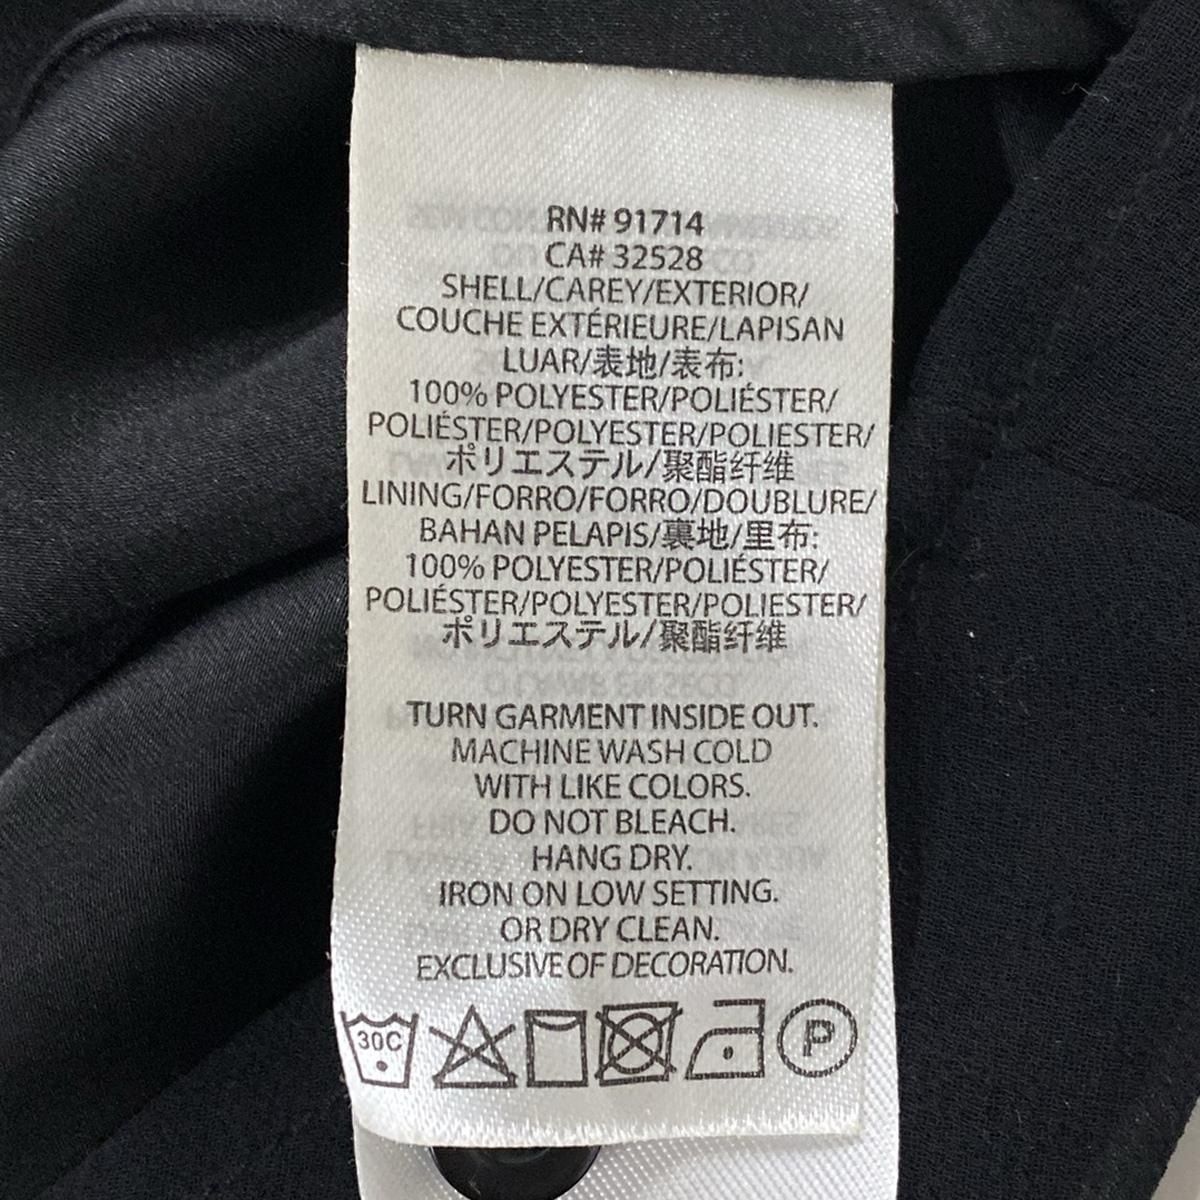 RN# 91714
CA# 32528
SHELL/CAREY/EXTERIOR/
COUCHE EXTÉRIEURE/LAPISAN
LUAR/表地/表布:
100% POLYESTER/POLIÉSTER/
POLIÉSTER/POLYESTER/POLIESTER/
ポリエステル/聚酯纤维
LINING/FORRO/FORRO/DOUBLURE/
BAHAN PELAPIS/裏地/里布:
100% POLYESTER/POLIÉSTER/
POLIÉSTER/POLYESTER/POLIESTER/
ポリエステル/聚酯纤维
TURN GARMENT INSIDE OUT.
MACHINE WASH COLD
WITH LIKE COLORS.
DO NOT BLEACH.
HANG DRY.
IRON ON LOW SETTING.
OR DRY CLEAN.
EXCLUSIVE OF DECORATION.
30C P